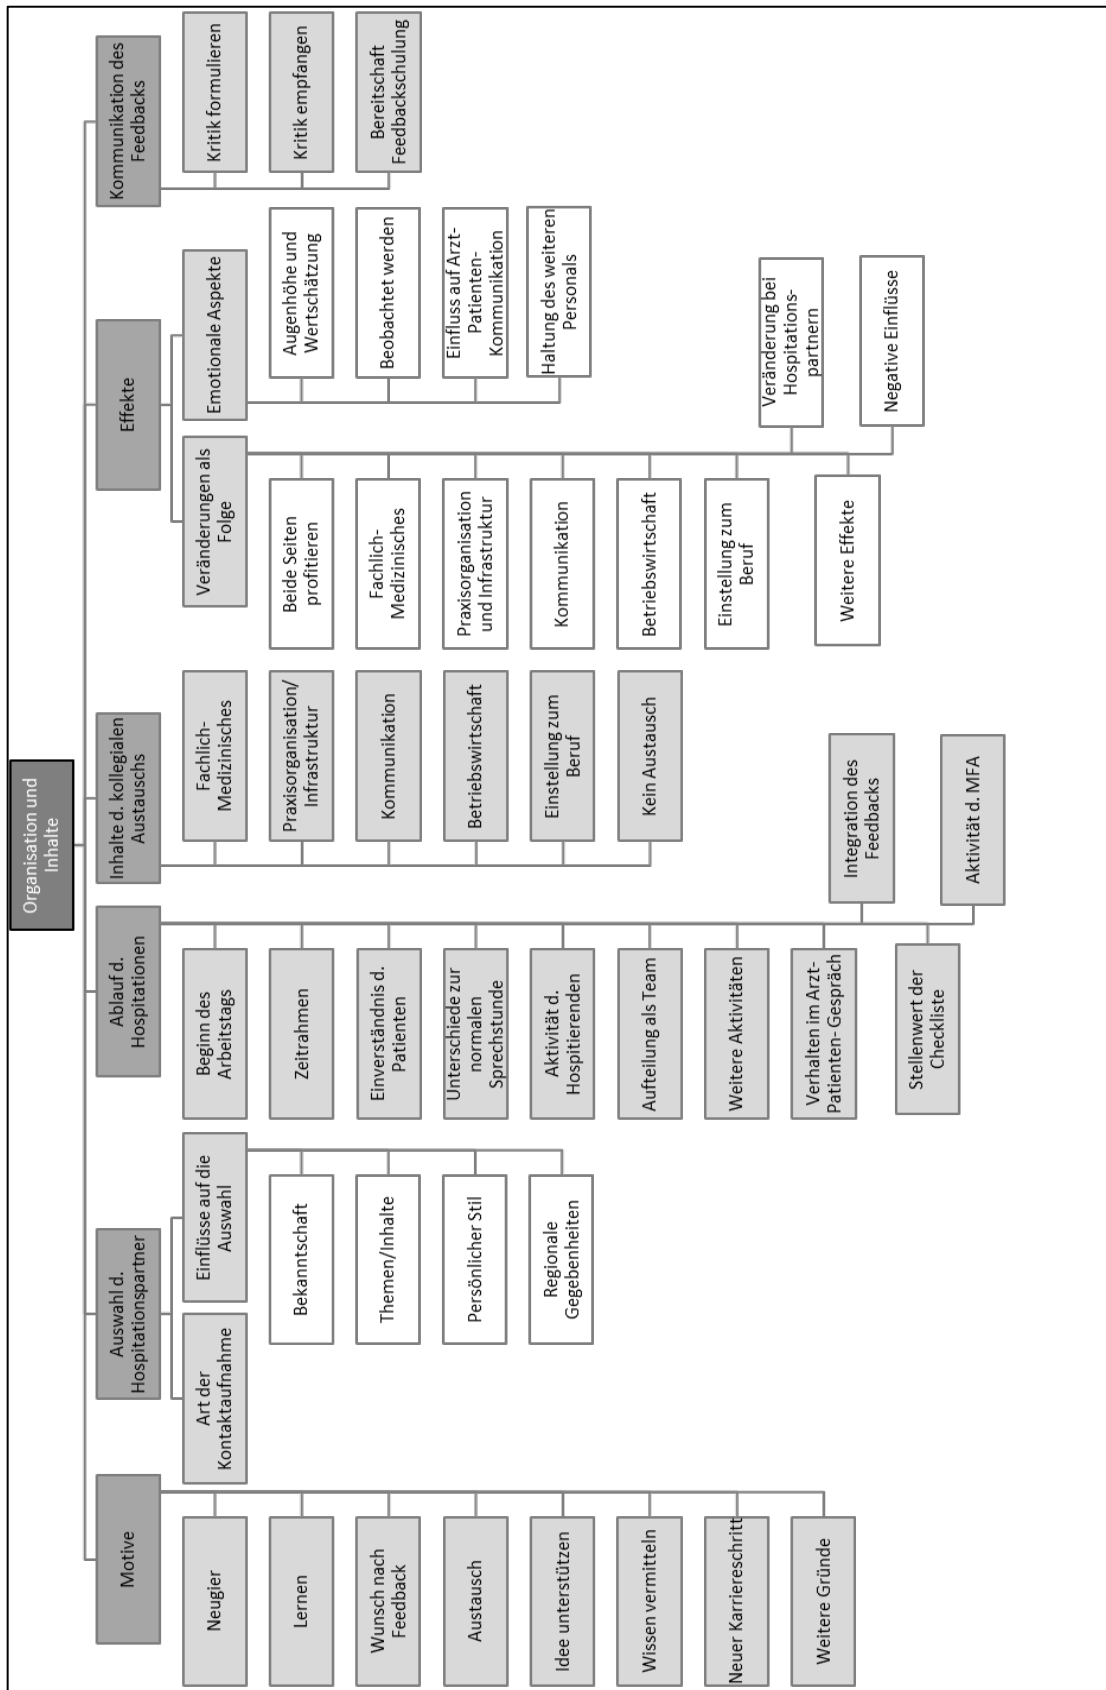 Organisation und
Inhalte
Motive
Neugier
Lernen
Wunsch nach
Feedback
Austausch
Idee unterstützen
Wissen vermitteln
Neuer Karriereschritt
Weitere Gründe
Auswahl d.
Hospitationspartner
Art der
Kontaktaufnahme
Einflüsse auf die
Auswahl
Bekanntschaft
Themen/Inhalte
Persönlicher Stil
Regionale
Gegebenheiten
Ablauf d.
Hospitationen
Beginn des
Arbeitstags
Zeitrahmen
Einverständnis d.
Patienten
Unterschiede zur
normalen
Sprechstunde
Aktivität d.
Hospitierenden
Aufteilung als Team
Weitere Aktivitäten
Verhalten im Arzt-
Patienten-Gespräch
Stellenwert der
Checkliste
Integration des
Feedbacks
Aktivität d. MFA
Inhalte d. kollegialen
Austauschs
Fachlich-
Medizinisches
Praxisorganisation/
Infrastruktur
Kommunikation
Betriebswirtschaft
Einstellung zum
Beruf
Kein Austausch
Effekte
Veränderungen als
Folge
Beide Seiten
profitieren
Fachlich-
Medizinisches
Praxisorganisation
und Infrastruktur
Kommunikation
Betriebswirtschaft
Einstellung zum
Beruf
Weitere Effekte
Veränderung bei
Hospitations-
partnern
Negative Einflüsse
Emotionale Aspekte
Augenhöhe und
Wertschätzung
Beobachtet werden
Einfluss auf Arzt-
Patienten-
Kommunikation
Haltung des weiteren
Personals
Kommunikation des
Feedbacks
Kritik formulieren
Kritik empfangen
Bereitschaft
Feedbackschulung